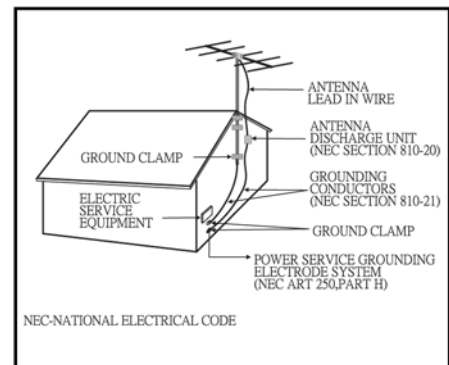 ANTENNA
LEAD IN WIRE
ANTENNA
DISCHARGE UNIT
(NEC SECTION 810-20)
GROUND CLAMP
GROUNDING
CONDUCTORS
(NEC SECTION 810-21)
ELECTRIC
SERVICE
EQUIPMENT
GROUND CLAMP
POWER SERVICE GROUNDING
ELECTRODE SYSTEM
(NEC ART 250,PART H)
NEC-NATIONAL ELECTRICAL CODE